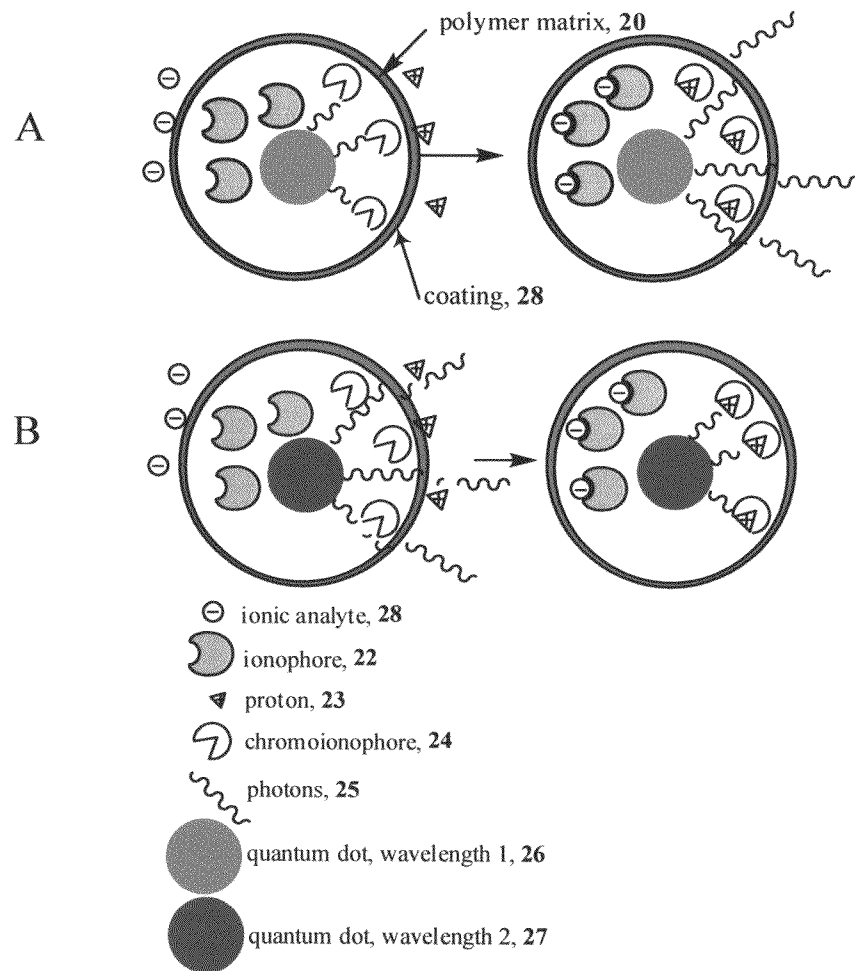 polymer matrix, 20
A
coating, 28
B
ionic analyte, 28
ionophore, 22
proton, 23
chromoionophore, 24
photons, 25
quantum dot, wavelength 1, 26
quantum dot, wavelength 2, 27